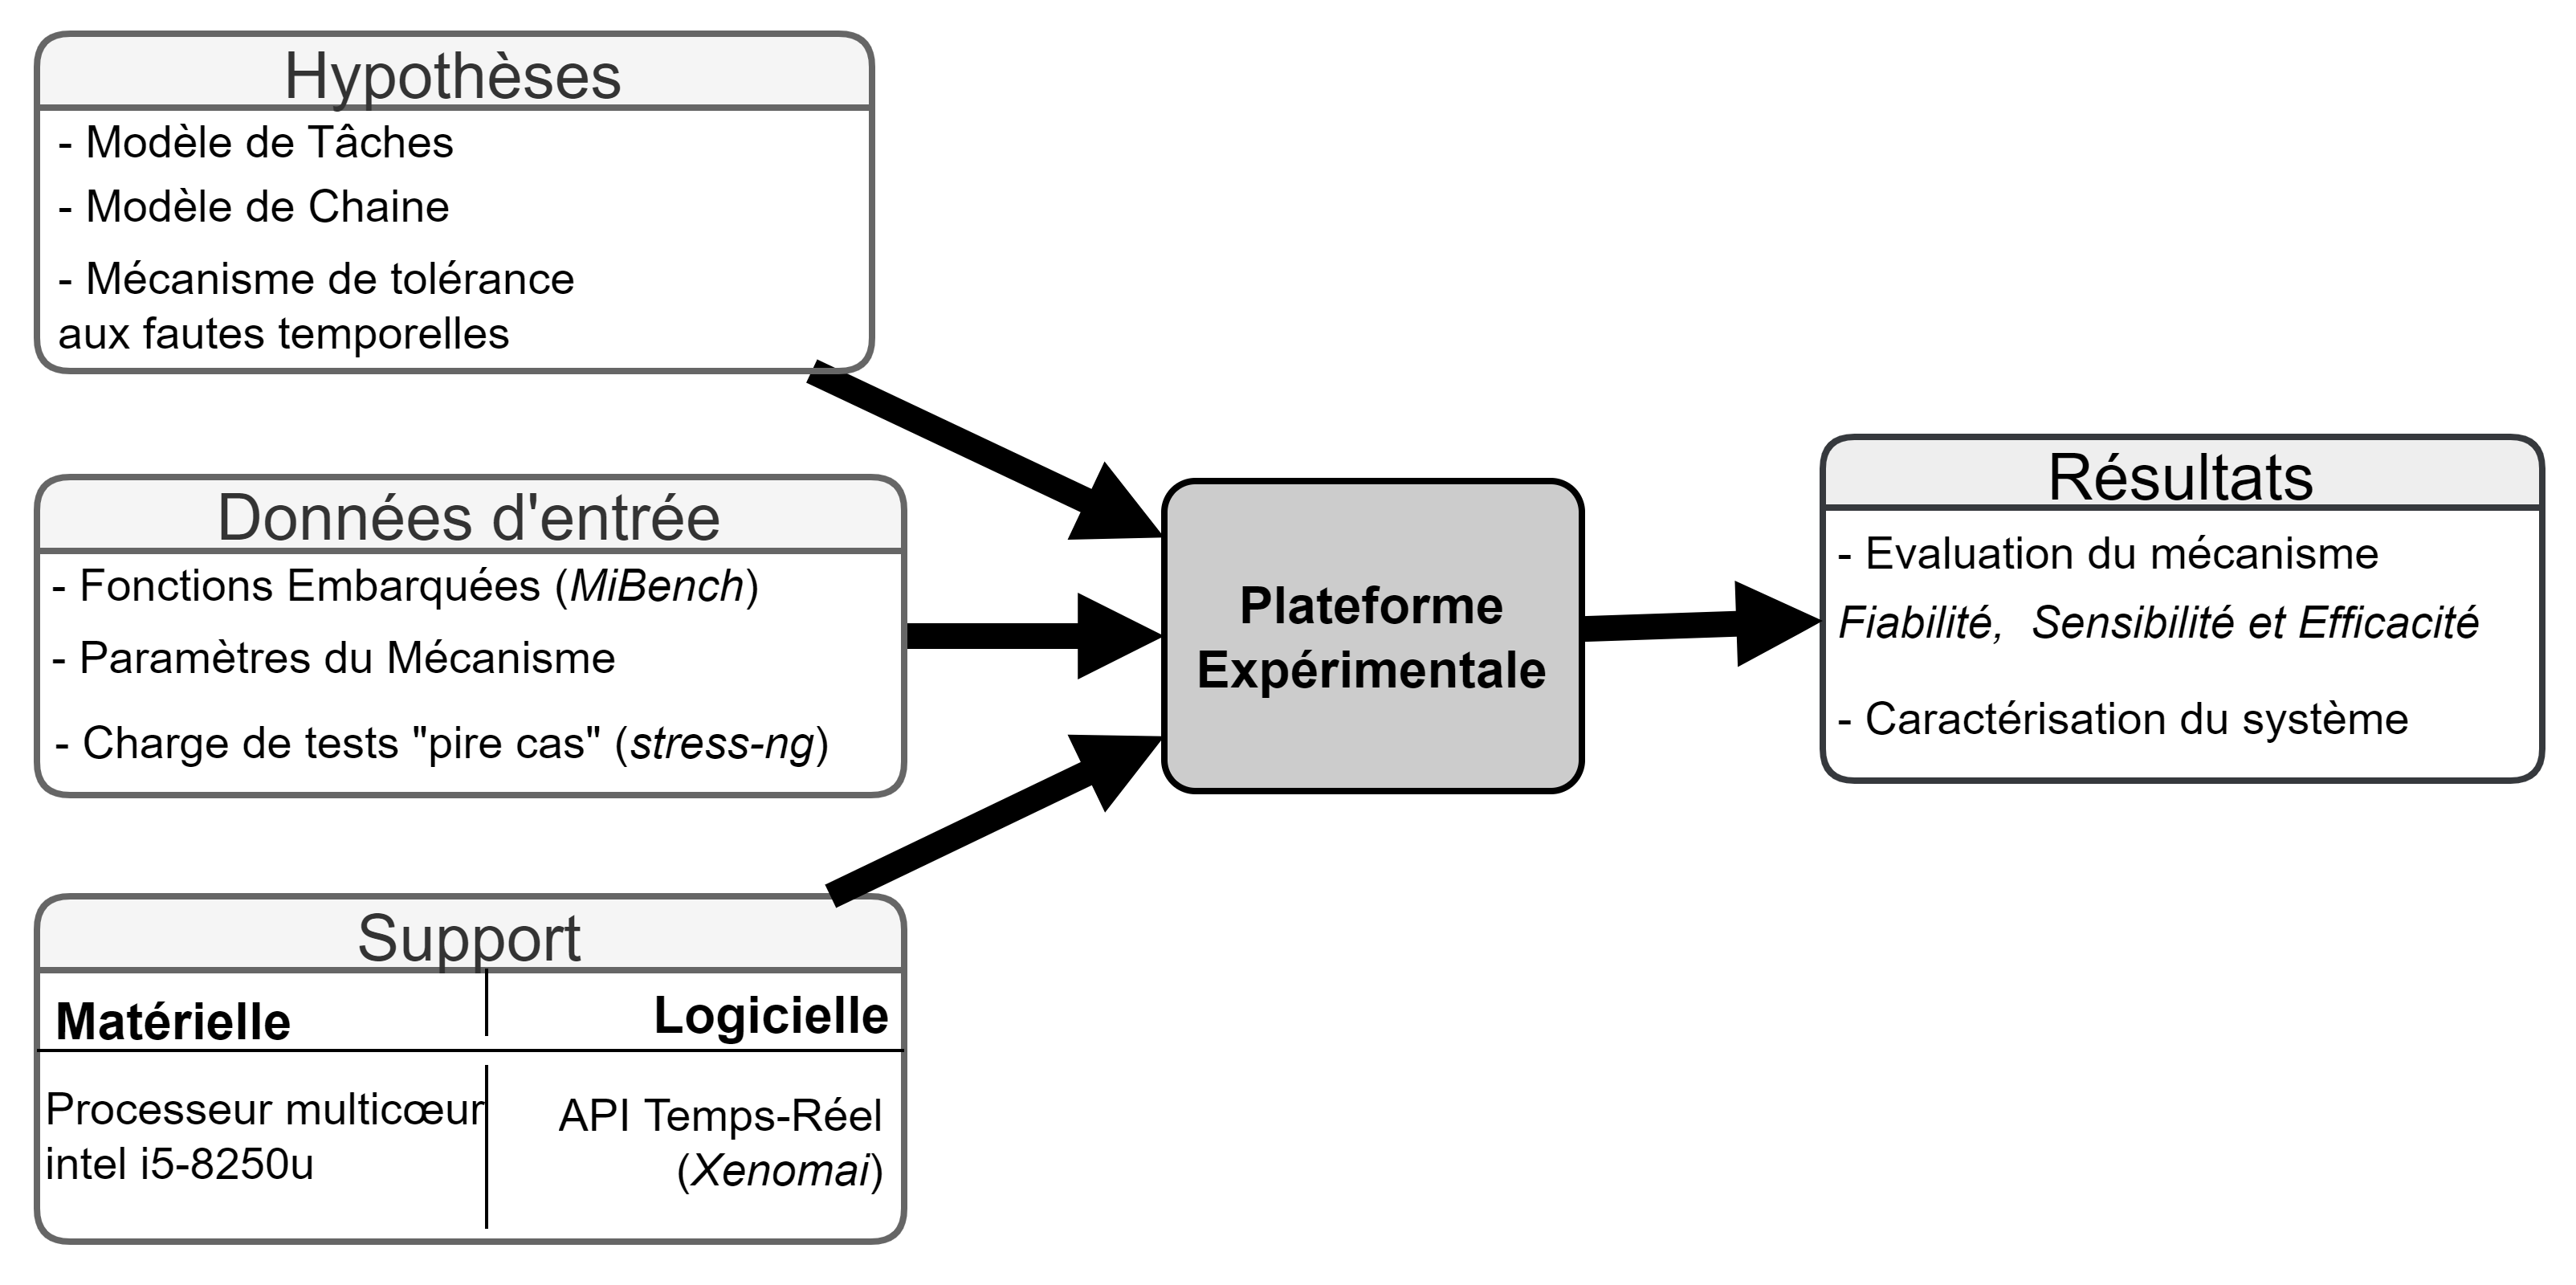 Hypothèses
- Modèle de Tâches
- Modèle de Chaine
- Mécanisme de tolérance
aux fautes temporelles
Données d'entrée
- Fonctions Embarquées (MiBench)
- Paramètres du Mécanisme
- Charge de tests "pire cas" (stress-ng)
Support
Matérielle
Logicielle
Processeur multicœur
intel i5-8250u
API Temps-Réel
(Xenomai)
Plateforme
Expérimentale
Résultats
- Evaluation du mécanisme
Fiabilité, Sensibilité et Efficacité
- Caractérisation du système